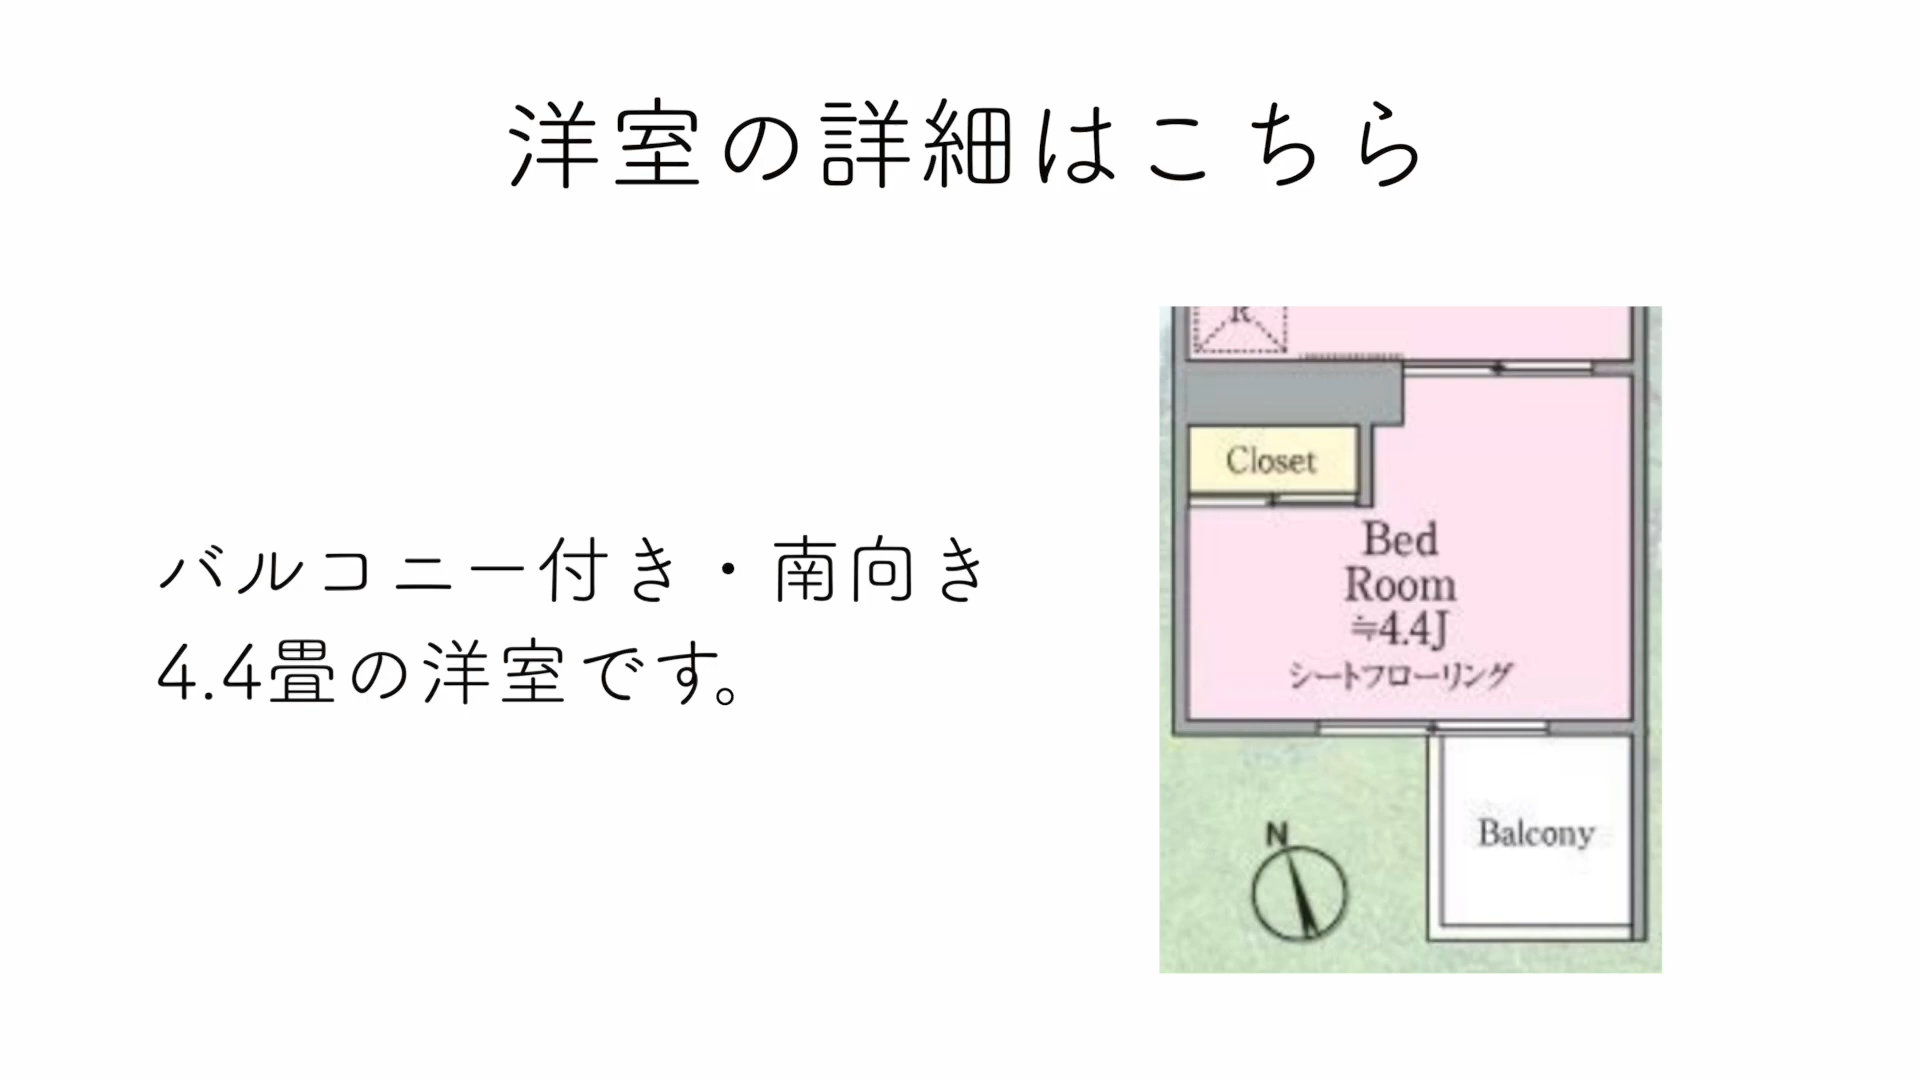 洋室の詳細はこちら
バルコニー付き・南向き
4.4畳の洋室です。
R
Closet
Bed
Room
≒4.4J
シートフローリング
N
Balcony